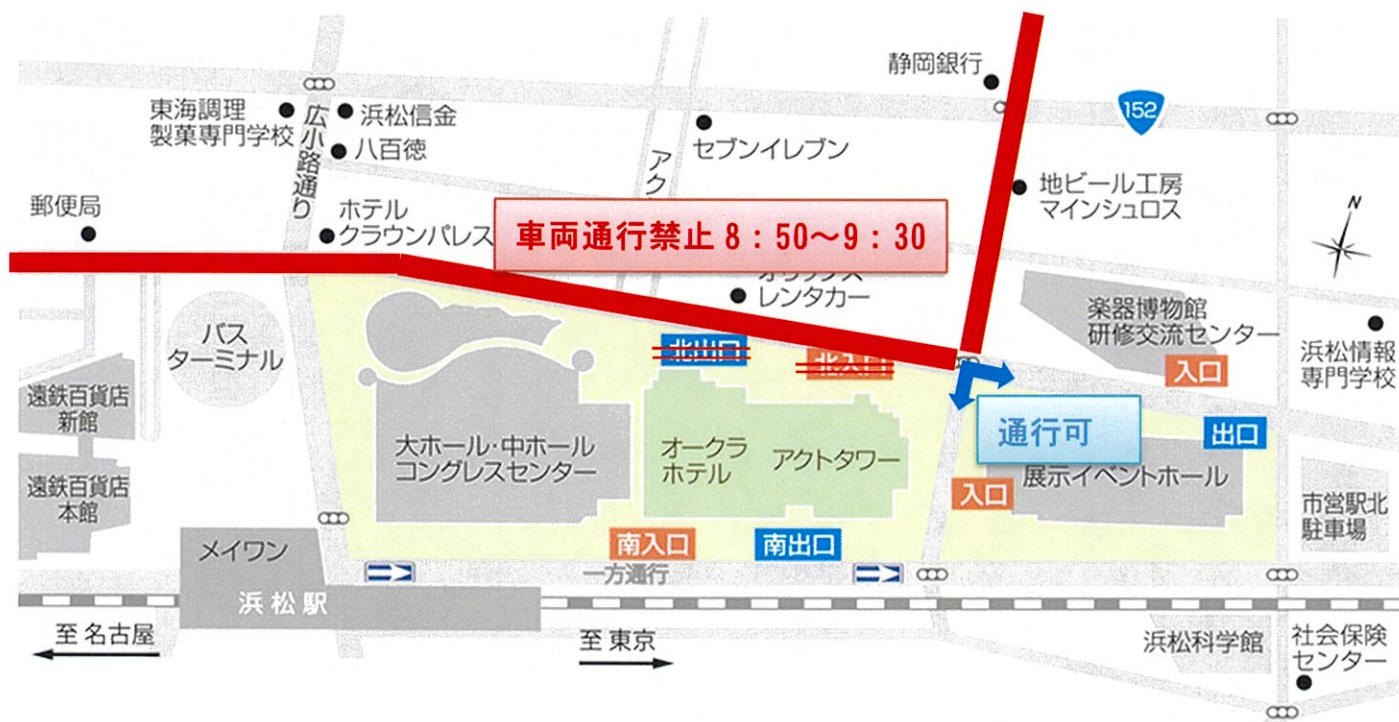 静岡銀行
152
東海調理
製菓専門学校
浜松信金
八百徳
広小路通り
セブンイレブン
アク
地ビール工房
マインシュロス
郵便局
ホテル
クラウンパレス
車両通行禁止 8:50~9:30
N
オリックス
レンタカー
楽器博物館
研修交流センター
入口
浜松情報
専門学校
バス
ターミナル
北出口
北入口
通行可
出口
遠鉄百貨店
新館
大ホール・中ホール
コングレスセンター
オークラ
ホテル
アクトタワー
入口
展示イベントホール
遠鉄百貨店
本館
市営駅北
駐車場
メイワン
南入口
南出口
一方通行
浜松駅
至 名古屋
至 東京
浜松科学館
社会保険
センター